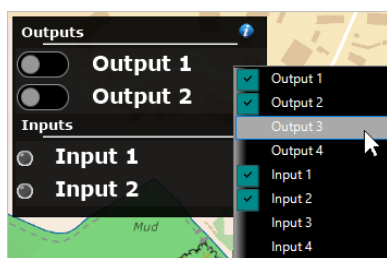 Outputs
Output 1
Output 2
Inputs
Input 1
Input 2
Mud
Output 1
Output 2
Output 3
Output 4
Input 1
Input 2
Input 3
Input 4